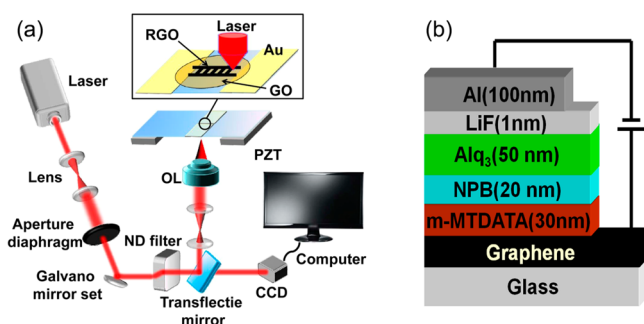 (a)
Laser
RGO
Au
GO
Laser
Lens
PZT
OL
Aperture
diaphragm
ND filter
Computer
Galvano
mirror set
CCD
Transflectie
mirror
(b)
Al(100nm)
LiF(1nm)
Alq₃(50 nm)
NPB(20 nm)
m-MTDATA(30nm)
Graphene
Glass